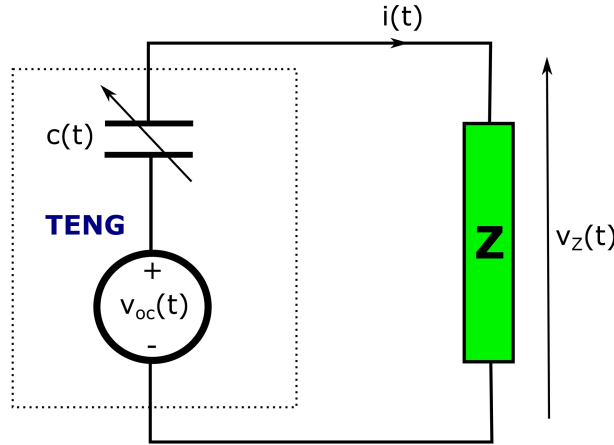 i(t)
c(t)
TENG
Z
v_Z(t)
+
v_oc(t)
-